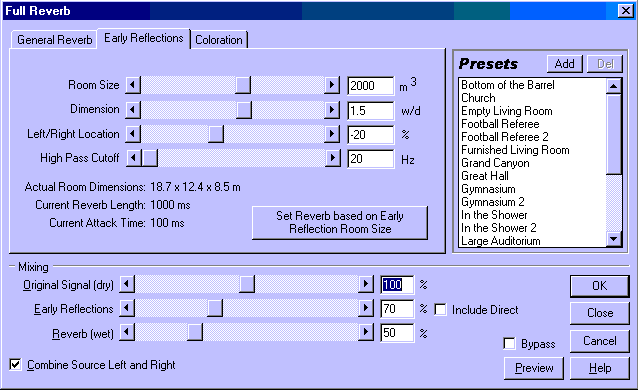 Full Reverb
General Reverb Early Reflections Coloration
Room Size 2000 m 3
Dimension 1.5 w/d
Left/Right Location -20 %
High Pass Cutoff 20 Hz
Actual Room Dimensions: 18.7 x 12.4 x 8.5 m
Current Reverb Length: 1000 ms
Current Attack Time: 100 ms
Set Reverb based on Early
Reflection Room Size
Presets Add Del
Bottom of the Barrel
Church
Empty Living Room
Football Referee
Football Referee 2
Furnished Living Room
Grand Canyon
Great Hall
Gymnasium
Gymnasium 2
In the Shower
In the Shower 2
Large Auditorium
Mixing
Original Signal (dry) 100 %
Early Reflections 70 % Include Direct
Reverb (wet) 50 %
Combine Source Left and Right
Bypass
Preview
OK
Close
Cancel
Help